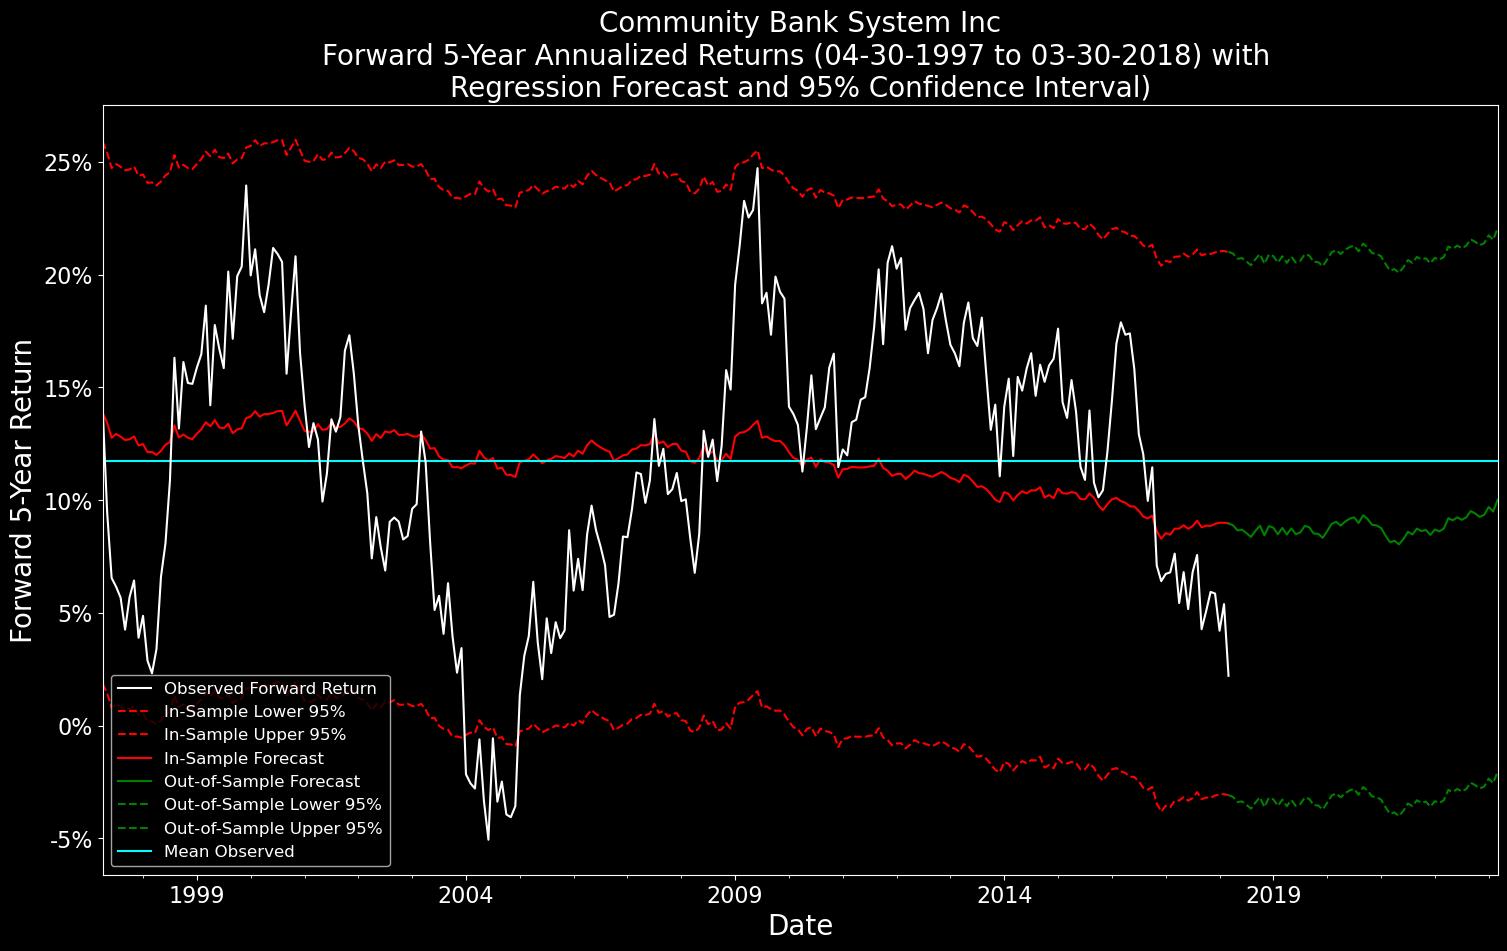 Community Bank System Inc
Forward 5-Year Annualized Returns (04-30-1997 to 03-30-2018) with
Regression Forecast and 95% Confidence Interval)
Forward 5-Year Return
25%
20%
15%
10%
5%
0%
-5%
Observed Forward Return
In-Sample Lower 95%
In-Sample Upper 95%
In-Sample Forecast
Out-of-Sample Forecast
Out-of-Sample Lower 95%
Out-of-Sample Upper 95%
Mean Observed
1999
2004
2009
2014
2019
Date